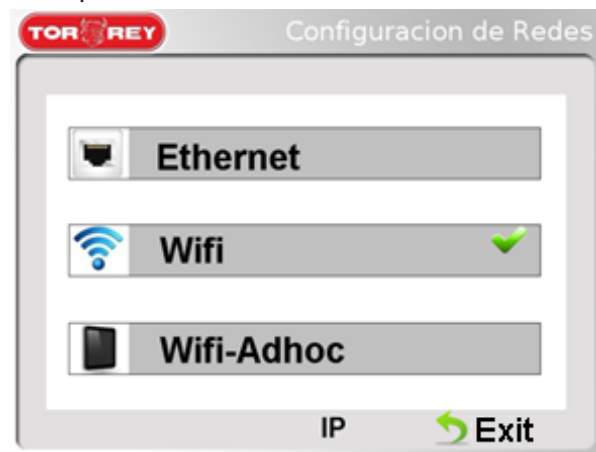 TORREY
Configuracion de Redes
Ethernet
Wifi
Wifi-Adhoc
IP
Exit